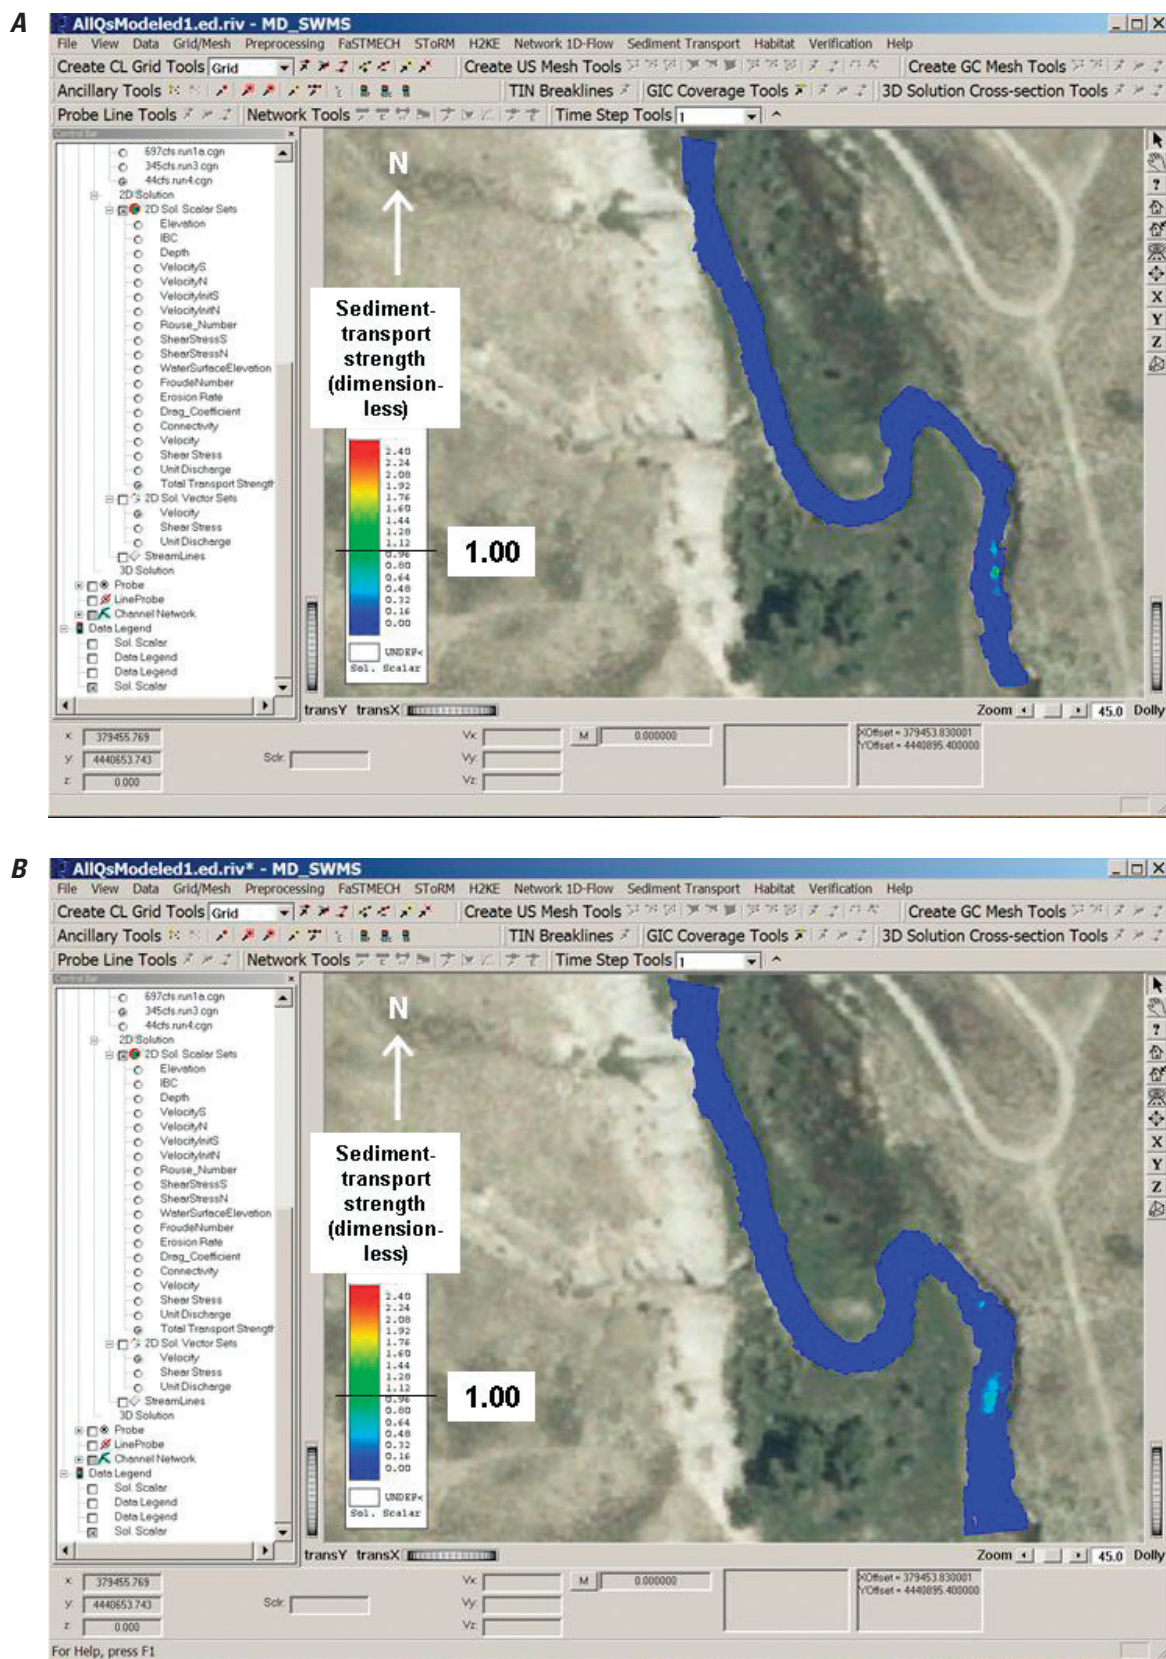 A
AllQsModeled1.ed.riv - MD_SWMS
File View Data Grid/Mesh Preprocessing FaSTMECH SToRM H2KE Network 1D-Flow Sediment Transport Habitat Verification Help
Create CL Grid Tools Grid Create US Mesh Tools Create GC Mesh Tools
Ancillary Tools TIN Breaklines GIC Coverage Tools 3D Solution Cross-section Tools
Probe Line Tools Network Tools Time Step Tools 1
Control Bar
697cfs.run1a.cgn
345cfs.run3.cgn
44cfs.run4.cgn
2D Solution
2D Sol. Scalar Sets
Elevation
IBC
Depth
VelocityS
VelocityN
VelocityInitS
VelocityInitN
Rouse_Number
ShearStressS
ShearStressN
WaterSurfaceElevation
FroudeNumber
Erosion Rate
Drag_Coefficient
Connectivity
Velocity
Shear Stress
Unit Discharge
Total Transport Strength
2D Sol. Vector Sets
Velocity
Shear Stress
Unit Discharge
StreamLines
3D Solution
Probe
LineProbe
Channel Network
Data Legend
Sol. Scalar
Data Legend
Data Legend
Sol. Scalar
N
Sediment-
transport
strength
(dimension-
less)
2.40
2.24
2.08
1.92
1.76
1.60
1.44
1.28
1.12
0.96
0.80
0.64
0.48
0.32
0.16
0.00
1.00
UNDEF<
Sol. Scalar
transY transX Zoom 45.0 Dolly
x: 379455.769
y: 4440653.743
z: 0.000
Sclr:
Vx:
Vy:
Vz:
M 0.000000
XOffset = 379453.830001
YOffset = 4440895.400000
X
Y
Z
B
AllQsModeled1.ed.riv* - MD_SWMS
File View Data Grid/Mesh Preprocessing FaSTMECH SToRM H2KE Network 1D-Flow Sediment Transport Habitat Verification Help
Create CL Grid Tools Grid Create US Mesh Tools Create GC Mesh Tools
Ancillary Tools TIN Breaklines GIC Coverage Tools 3D Solution Cross-section Tools
Probe Line Tools Network Tools Time Step Tools 1
Control Bar
697cfs.run1a.cgn
345cfs.run3.cgn
44cfs.run4.cgn
2D Solution
2D Sol. Scalar Sets
Elevation
IBC
Depth
VelocityS
VelocityN
VelocityInitS
VelocityInitN
Rouse_Number
ShearStressS
ShearStressN
WaterSurfaceElevation
FroudeNumber
Erosion Rate
Drag_Coefficient
Connectivity
Velocity
Shear Stress
Unit Discharge
Total Transport Strength
2D Sol. Vector Sets
Velocity
Shear Stress
Unit Discharge
StreamLines
3D Solution
Probe
LineProbe
Channel Network
Data Legend
Sol. Scalar
Data Legend
Data Legend
Sol. Scalar
N
Sediment-
transport
strength
(dimension-
less)
2.40
2.24
2.08
1.92
1.76
1.60
1.44
1.28
1.12
0.96
0.80
0.64
0.48
0.32
0.16
0.00
1.00
UNDEF<
Sol. Scalar
transY transX Zoom 45.0 Dolly
x: 379455.769
y: 4440653.743
z: 0.000
Sclr:
Vx:
Vy:
Vz:
M 0.000000
XOffset = 379453.830001
YOffset = 4440895.400000
X
Y
Z
For Help, press F1